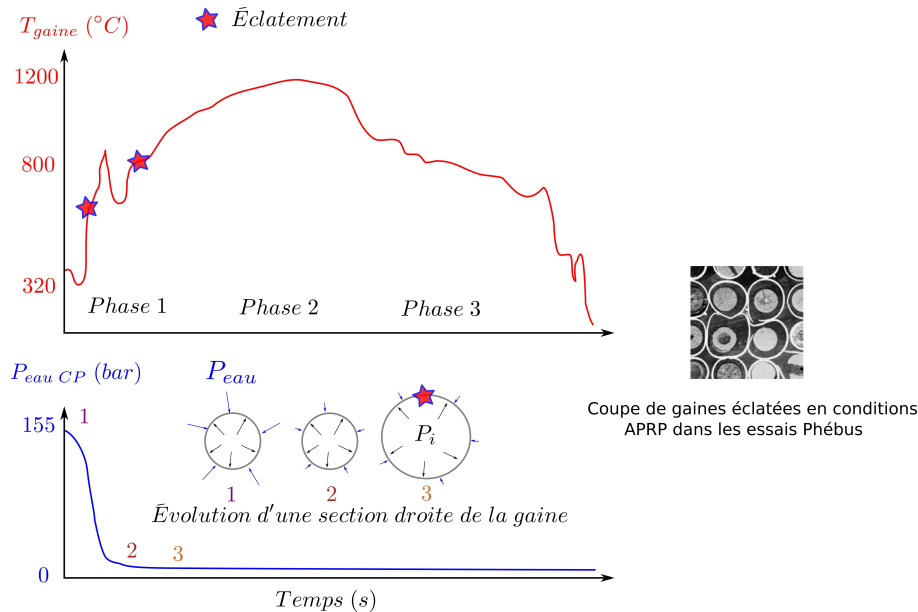 Éclatement
T_gaine (°C)
1200
800
320
Phase 1
Phase 2
Phase 3
P_eau CP (bar)
P_eau
1
155
P_i
1
2
3
Évolution d'une section droite de la gaine
2
3
0
Temps (s)
Coupe de gaines éclatées en conditions
APRP dans les essais Phébus